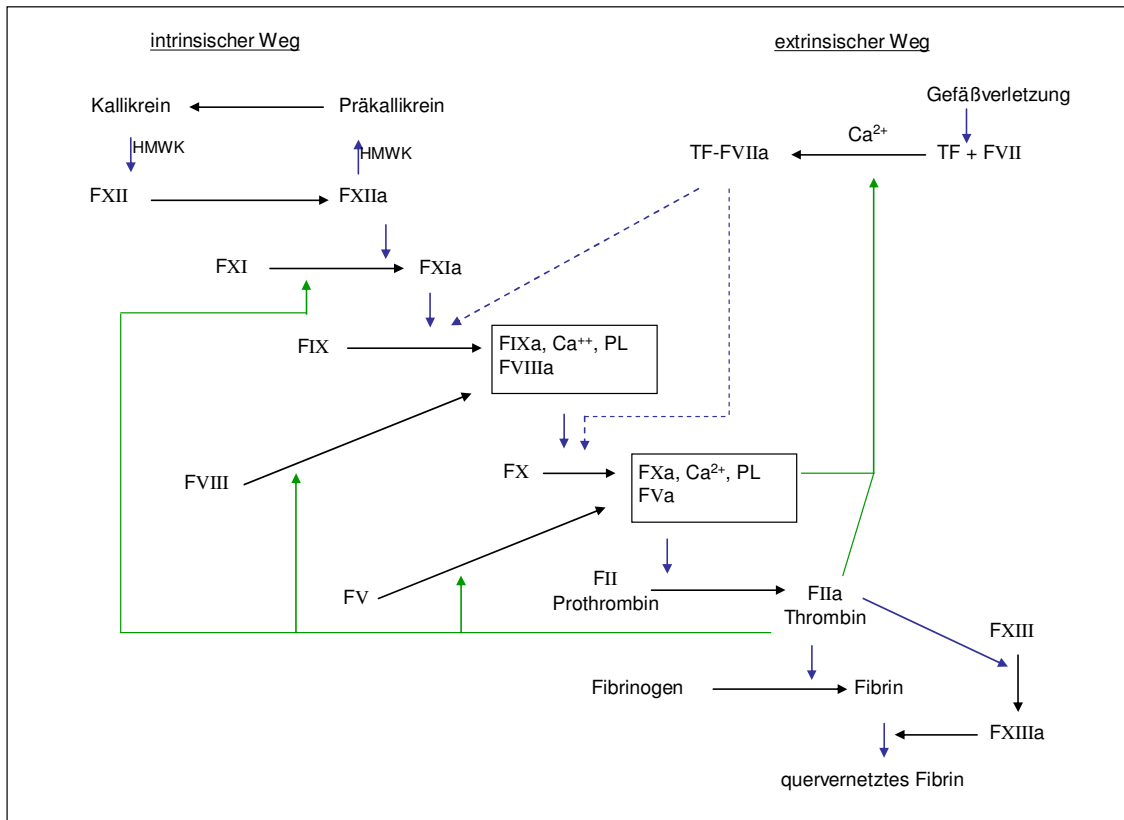 intrinsischer Weg
extrinsischer Weg
Kallikrein
Präkallikrein
Gefäßverletzung
HMWK
HMWK
Ca2+
TF-FVIIa
TF + FVII
FXII
FXIIa
FXI
FXIa
FIX
FIXa, Ca++, PL
FVIIIa
FVIII
FX
FXa, Ca2+, PL
FVa
FV
FII
Prothrombin
FIIa
Thrombin
FXIII
Fibrinogen
Fibrin
FXIIIa
quervernetztes Fibrin